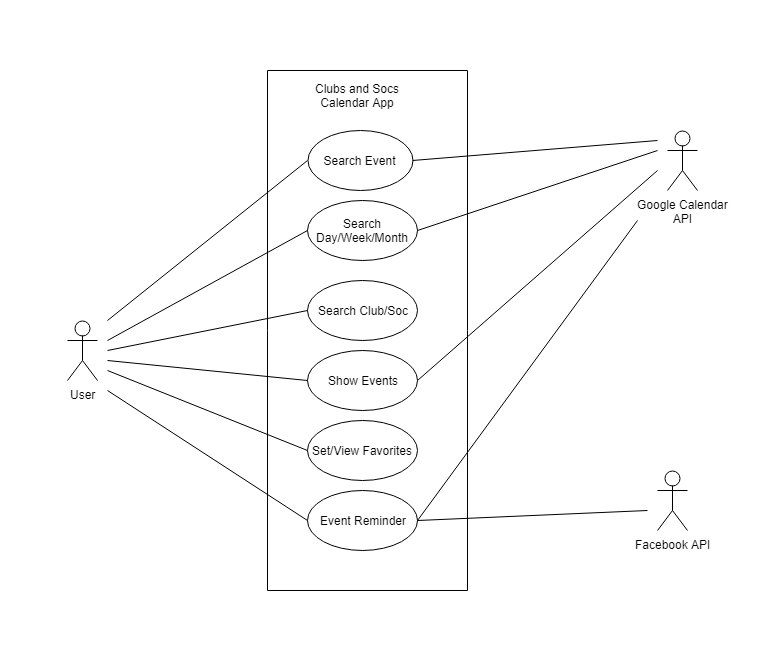 Clubs and Socs
Calendar App
Search Event
Search
Day/Week/Month
Search Club/Soc
Show Events
Set/View Favorites
Event Reminder
User
Google Calendar
API
Facebook API